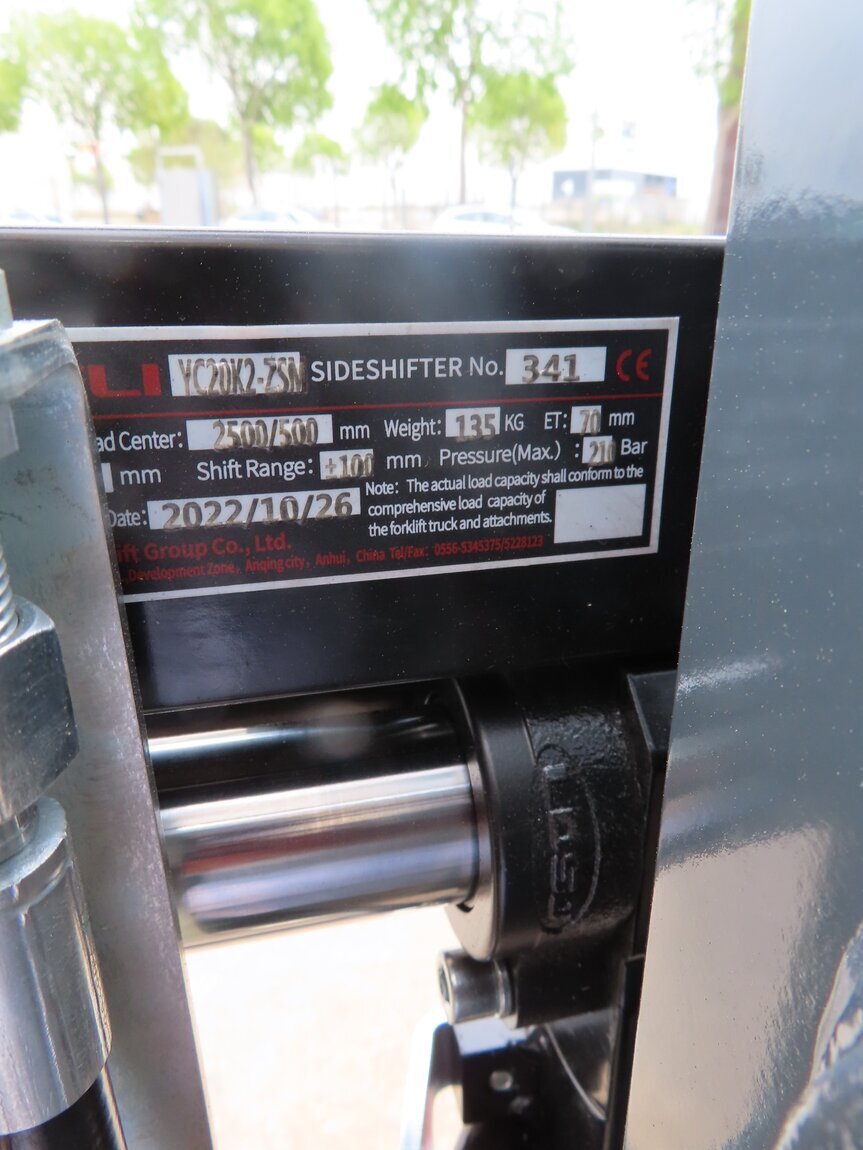 LI YC20K2-ZSN SIDESHIFTER No. 341 CE
ad Center: 2500/500 mm Weight: 135 KG ET: 70 mm
mm Shift Range: ±100 mm Pressure(Max.) : 210 Bar
Date: 2022/10/26 Note: The actual load capacity shall conform to the
comprehensive load capacity of
the forklift truck and attachments.
ift Group Co., Ltd.
Development Zone, Anqing city, Anhui, China Tel/Fax: 0556-5345375/5228123